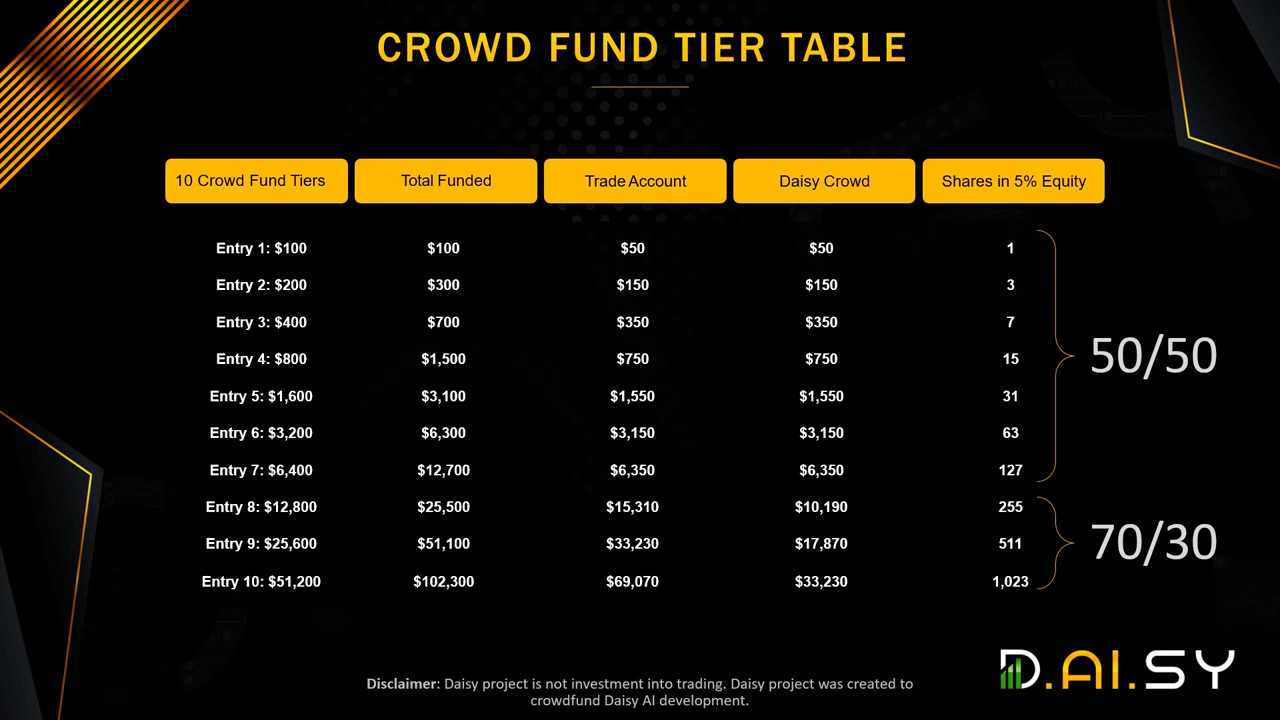 CROWD FUND TIER TABLE
10 Crowd Fund Tiers Total Funded Trade Account Daisy Crowd Shares in 5% Equity
Entry 1: $100 $100 $50 $50 1
Entry 2: $200 $300 $150 $150 3
Entry 3: $400 $700 $350 $350 7
Entry 4: $800 $1,500 $750 $750 15
50/50
Entry 5: $1,600 $3,100 $1,550 $1,550 31
Entry 6: $3,200 $6,300 $3,150 $3,150 63
Entry 7: $6,400 $12,700 $6,350 $6,350 127
Entry 8: $12,800 $25,500 $15,310 $10,190 255
Entry 9: $25,600 $51,100 $33,230 $17,870 511
70/30
Entry 10: $51,200 $102,300 $69,070 $33,230 1,023
D.AI.SY
Disclaimer: Daisy project is not investment into trading. Daisy project was created to
crowdfund Daisy AI development.